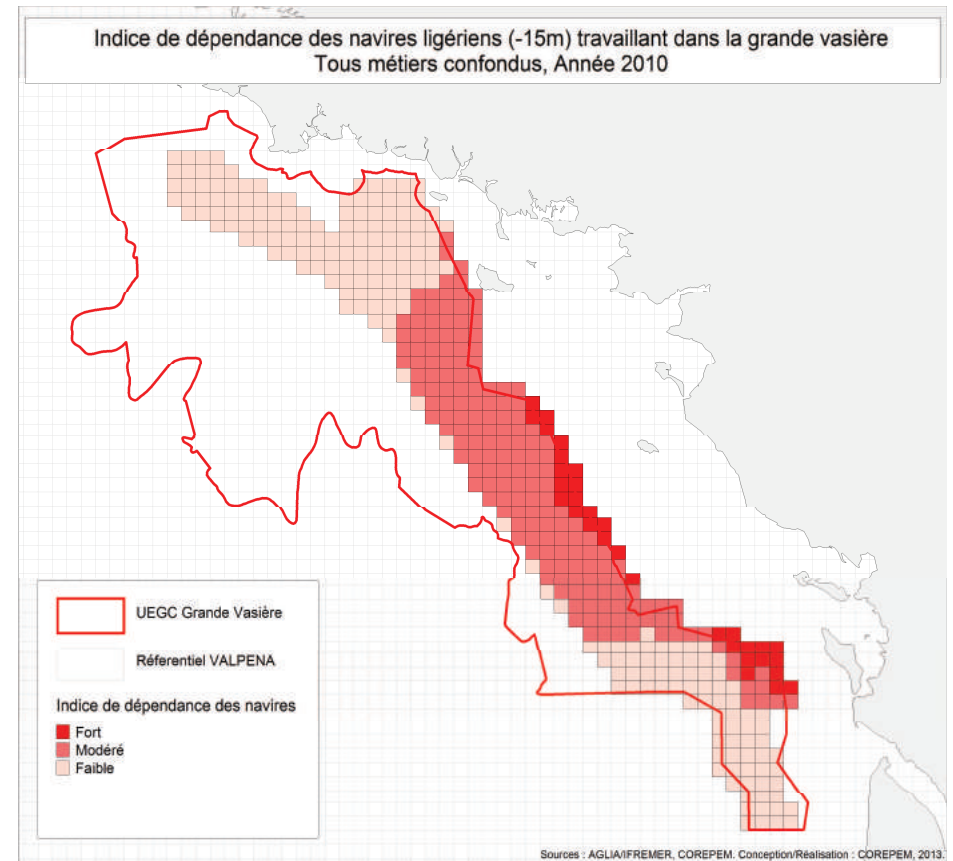 Indice de dépendance des navires ligériens (-15m) travaillant dans la grande vasière
Tous métiers confondus, Année 2010
UEGC Grande Vasière
Réferentiel VALPENA
Indice de dépendance des navires
Fort
Modéré
Faible
Sources : AGLIA/IFREMER, COREPEM. Conception/Réalisation : COREPEM, 2013.